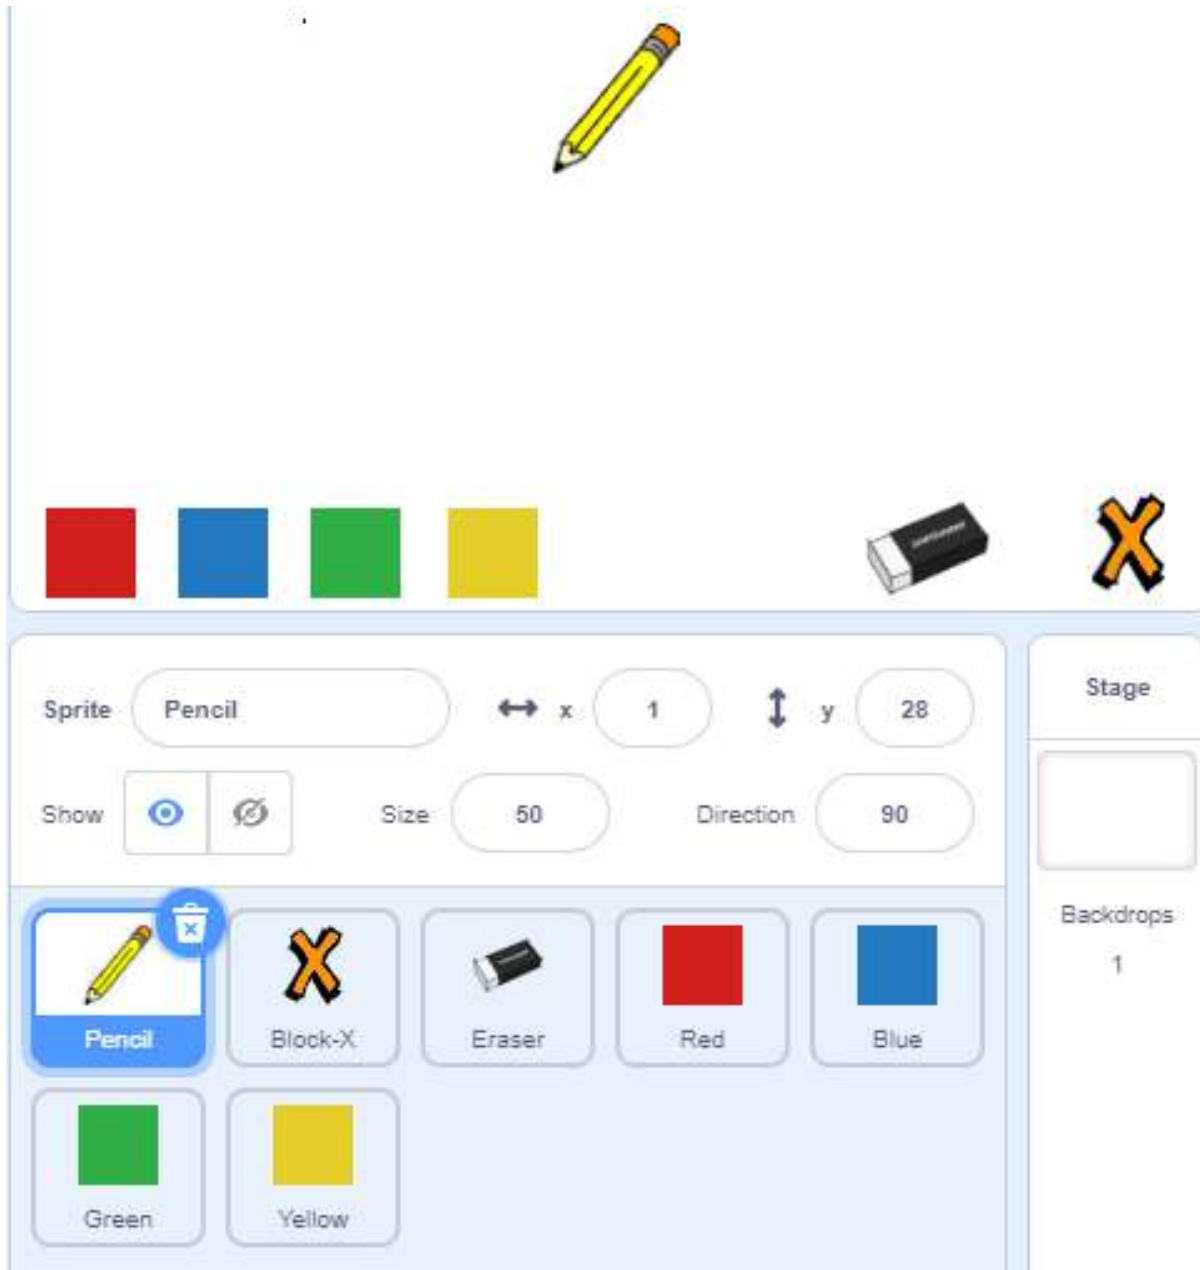 Sprite Pencil x 1 y 28
Show Size 50 Direction 90
Stage
Backdrops
1
Pencil Block-X Eraser Red Blue
Green Yellow